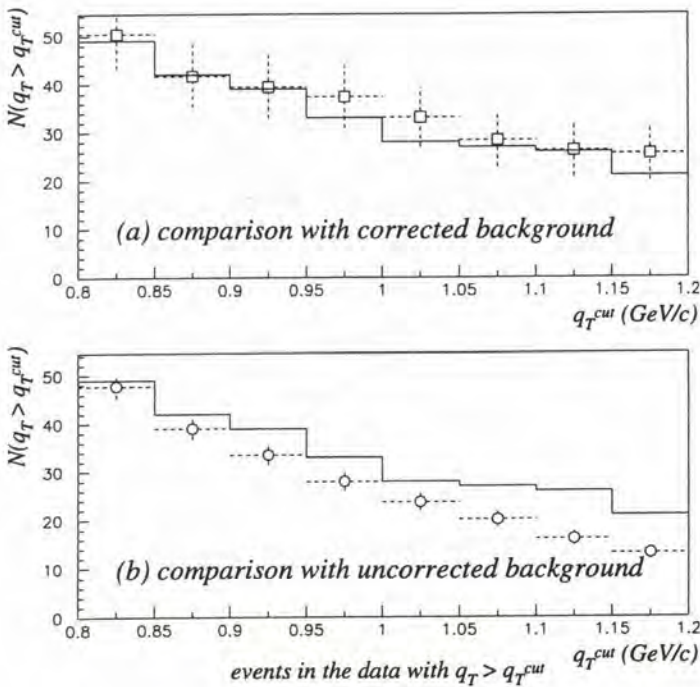 N(q_T > q_T^cut)
50
40
30
20
10
0
(a) comparison with corrected background
0.8 0.85 0.9 0.95 1 1.05 1.1 1.15 1.2
q_T^cut (GeV/c)
N(q_T > q_T^cut)
50
40
30
20
10
0
(b) comparison with uncorrected background
0.8 0.85 0.9 0.95 1 1.05 1.1 1.15 1.2
q_T^cut (GeV/c)
events in the data with q_T > q_T^cut